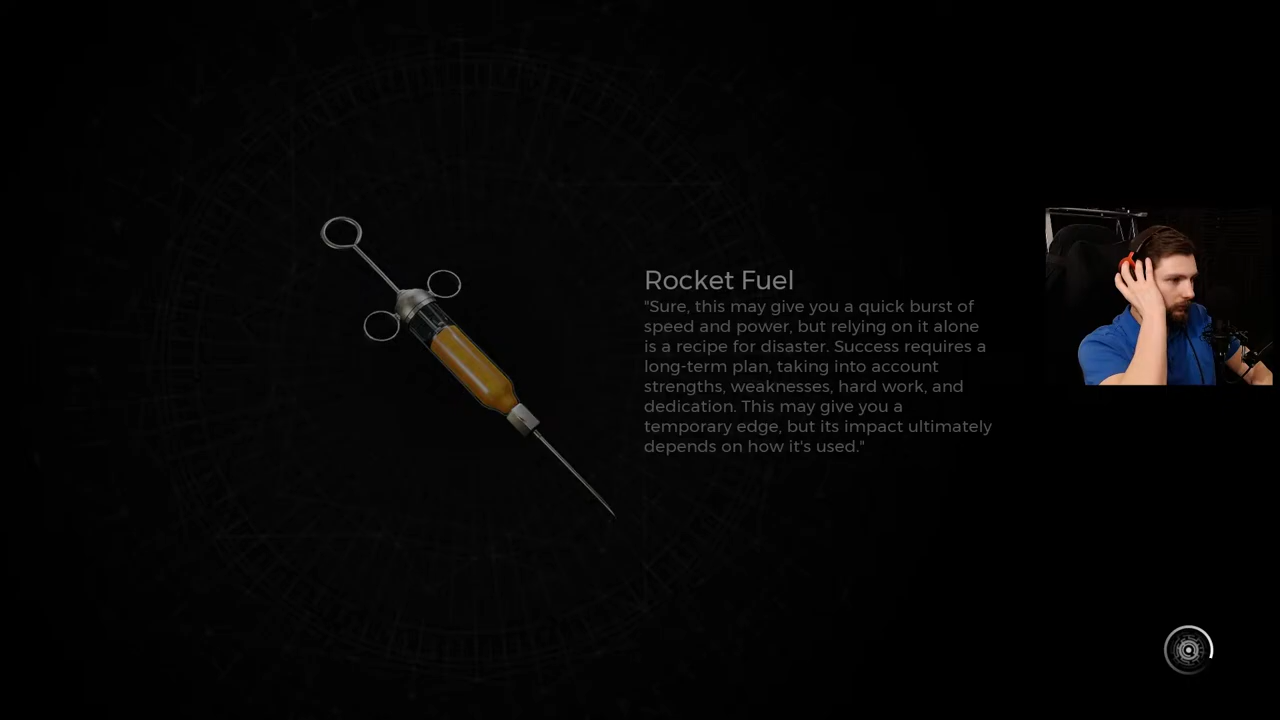 Rocket Fuel
"Sure, this may give you a quick burst of
speed and power, but relying on it alone
is a recipe for disaster. Success requires a
long-term plan, taking into account
strengths, weaknesses, hard work, and
dedication. This may give you a
temporary edge, but its impact ultimately
depends on how it's used."